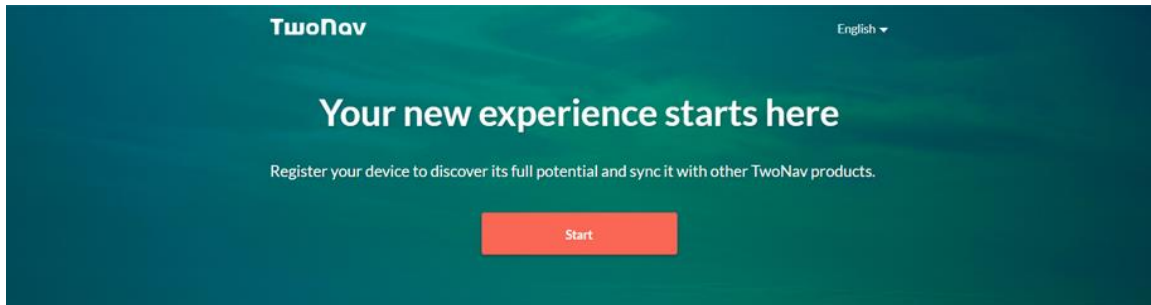 TwoNav
English
Your new experience starts here
Register your device to discover its full potential and sync it with other TwoNav products.
Start